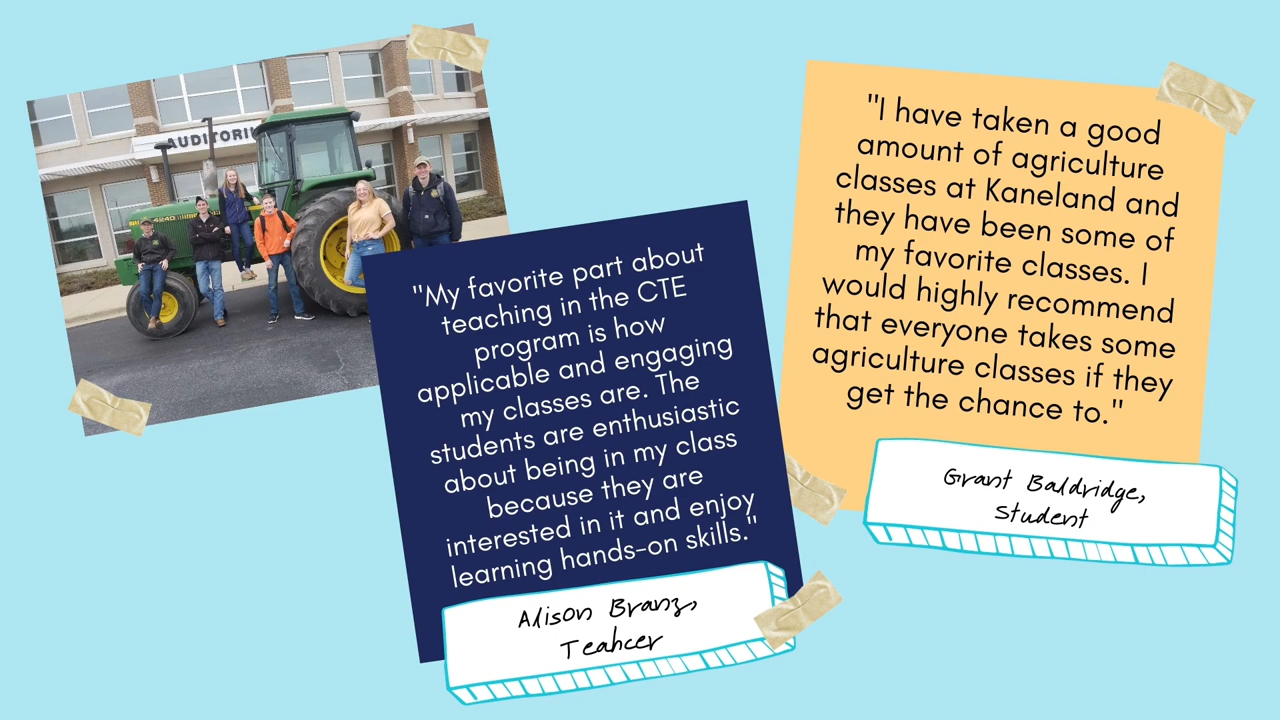 AUDITORIU
4240
"My favorite part about
teaching in the CTE
program is how
applicable and engaging
my classes are. The
students are enthusiastic
about being in my class
because they are
interested in it and enjoy
learning hands-on skills."
Alison Branz,
Teahcer
"I have taken a good
amount of agriculture
classes at Kaneland and
they have been some of
my favorite classes. I
would highly recommend
that everyone takes some
agriculture classes if they
get the chance to."
Grant Baldridge,
Student